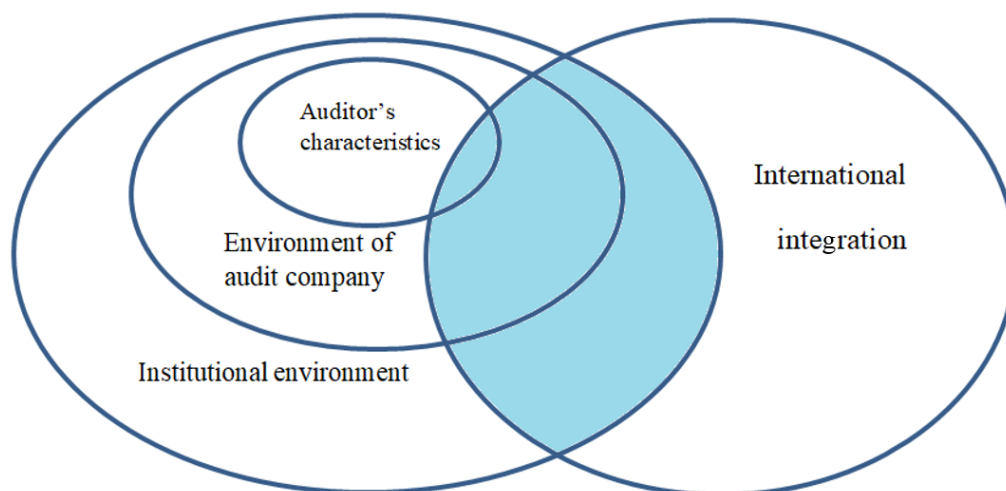 Auditor’s
characteristics
Environment of
audit company
Institutional environment
International
integration